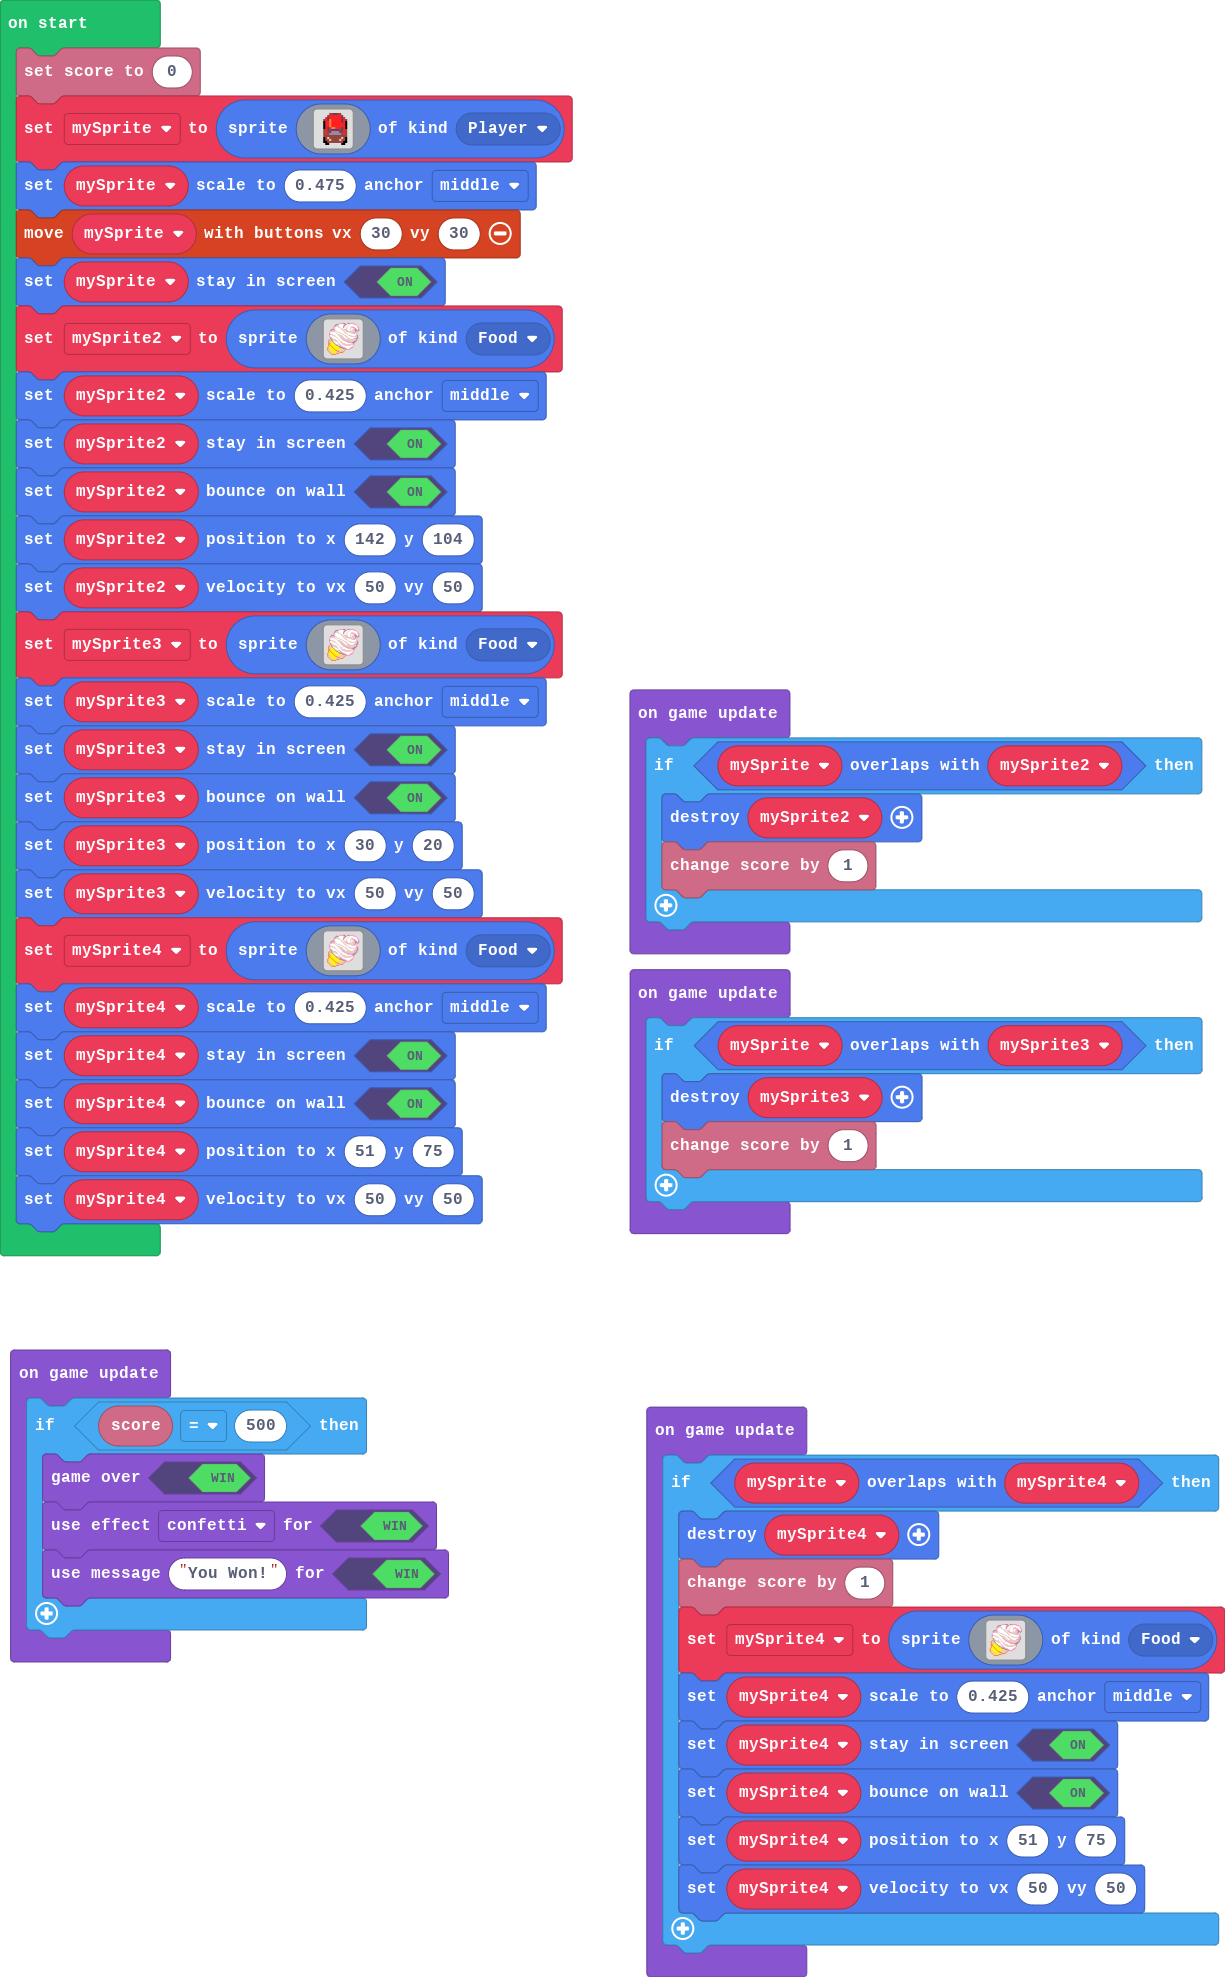 on start
set score to 0
set mySprite to sprite of kind Player
set mySprite scale to 0.475 anchor middle
move mySprite with buttons vx 30 vy 30
set mySprite stay in screen ON
set mySprite2 to sprite of kind Food
set mySprite2 scale to 0.425 anchor middle
set mySprite2 stay in screen ON
set mySprite2 bounce on wall ON
set mySprite2 position to x 142 y 104
set mySprite2 velocity to vx 50 vy 50
set mySprite3 to sprite of kind Food
set mySprite3 scale to 0.425 anchor middle
set mySprite3 stay in screen ON
set mySprite3 bounce on wall ON
set mySprite3 position to x 30 y 20
set mySprite3 velocity to vx 50 vy 50
set mySprite4 to sprite of kind Food
set mySprite4 scale to 0.425 anchor middle
set mySprite4 stay in screen ON
set mySprite4 bounce on wall ON
set mySprite4 position to x 51 y 75
set mySprite4 velocity to vx 50 vy 50
on game update
if mySprite overlaps with mySprite2 then
destroy mySprite2
change score by 1
on game update
if mySprite overlaps with mySprite3 then
destroy mySprite3
change score by 1
on game update
if score = 500 then
game over WIN
use effect confetti for WIN
use message "You Won!" for WIN
on game update
if mySprite overlaps with mySprite4 then
destroy mySprite4
change score by 1
set mySprite4 to sprite of kind Food
set mySprite4 scale to 0.425 anchor middle
set mySprite4 stay in screen ON
set mySprite4 bounce on wall ON
set mySprite4 position to x 51 y 75
set mySprite4 velocity to vx 50 vy 50